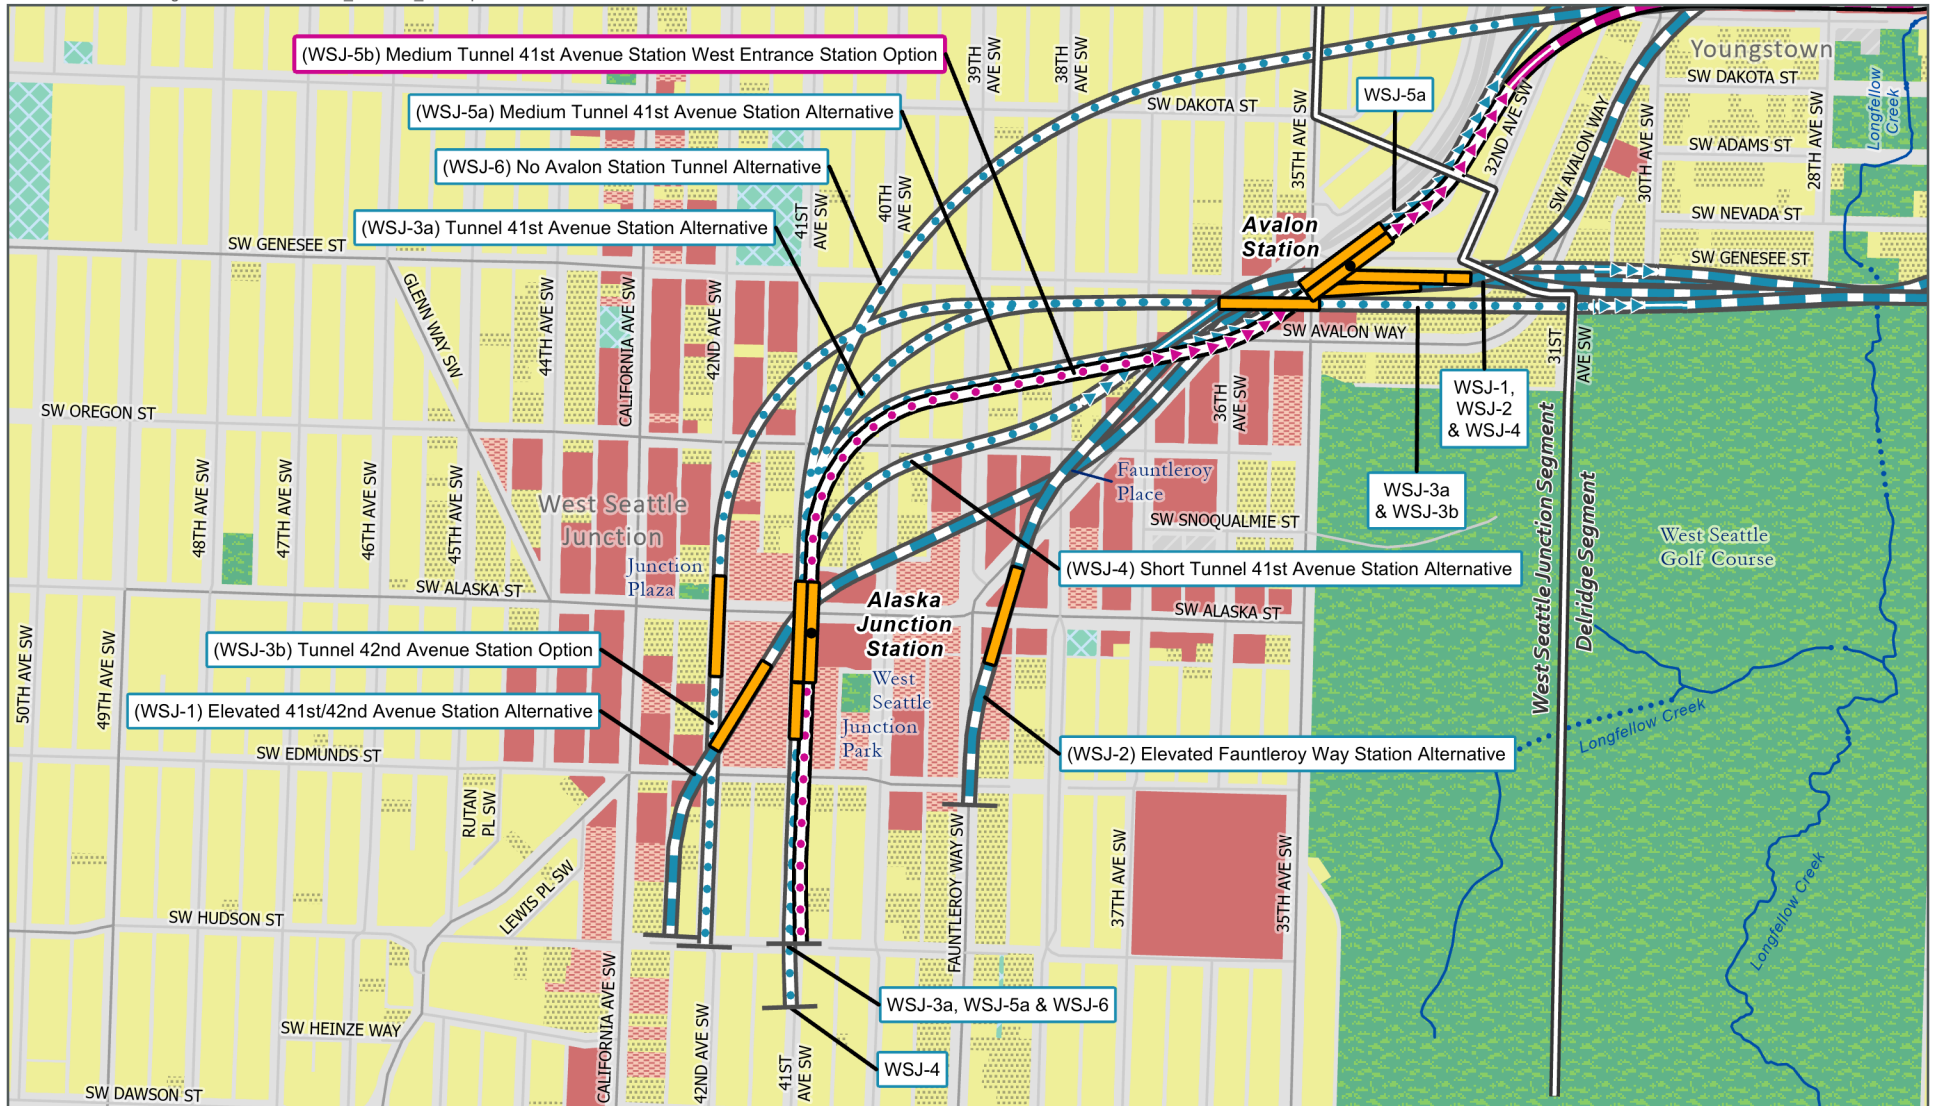 (WSJ-5b) Medium Tunnel 41st Avenue Station West Entrance Station Option
39TH
AVE SW
38TH
AVE SW
Youngstown
SW DAKOTA ST
SW DAKOTA ST
WSJ-5a
(WSJ-5a) Medium Tunnel 41st Avenue Station Alternative
35TH AVE SW
32ND AVE SW
SW AVALON WAY
30TH AVE SW
28TH AVE SW
Longfellow
Creek
SW ADAMS ST
(WSJ-6) No Avalon Station Tunnel Alternative
40TH
AVE SW
41ST
AVE SW
SW NEVADA ST
(WSJ-3a) Tunnel 41st Avenue Station Alternative
Avalon
Station
SW GENESEE ST
SW GENESEE ST
GLENN WAY SW
44TH AVE SW
CALIFORNIA AVE SW
42ND AVE SW
SW AVALON WAY
31ST
AVE SW
36TH
AVE SW
WSJ-1,
WSJ-2
& WSJ-4
SW OREGON ST
WSJ-3a
& WSJ-3b
48TH AVE SW
47TH AVE SW
46TH AVE SW
45TH AVE SW
West Seattle
Junction
Fauntleroy
Place
SW SNOQUALMIE ST
West Seattle Junction Segment
Delridge Segment
West Seattle
Golf Course
Junction
Plaza
(WSJ-4) Short Tunnel 41st Avenue Station Alternative
SW ALASKA ST
Alaska
Junction
Station
SW ALASKA ST
50TH AVE SW
49TH AVE SW
(WSJ-3b) Tunnel 42nd Avenue Station Option
West
Seattle
Junction
Park
(WSJ-1) Elevated 41st/42nd Avenue Station Alternative
Longfellow Creek
SW EDMUNDS ST
(WSJ-2) Elevated Fauntleroy Way Station Alternative
RUTAN
PL SW
LEWIS PL SW
FAUNTLEROY WAY SW
37TH AVE SW
35TH AVE SW
Longfellow Creek
SW HUDSON ST
WSJ-3a, WSJ-5a & WSJ-6
SW HEINZE WAY
CALIFORNIA AVE SW
42ND AVE SW
41ST
AVE SW
WSJ-4
SW DAWSON ST